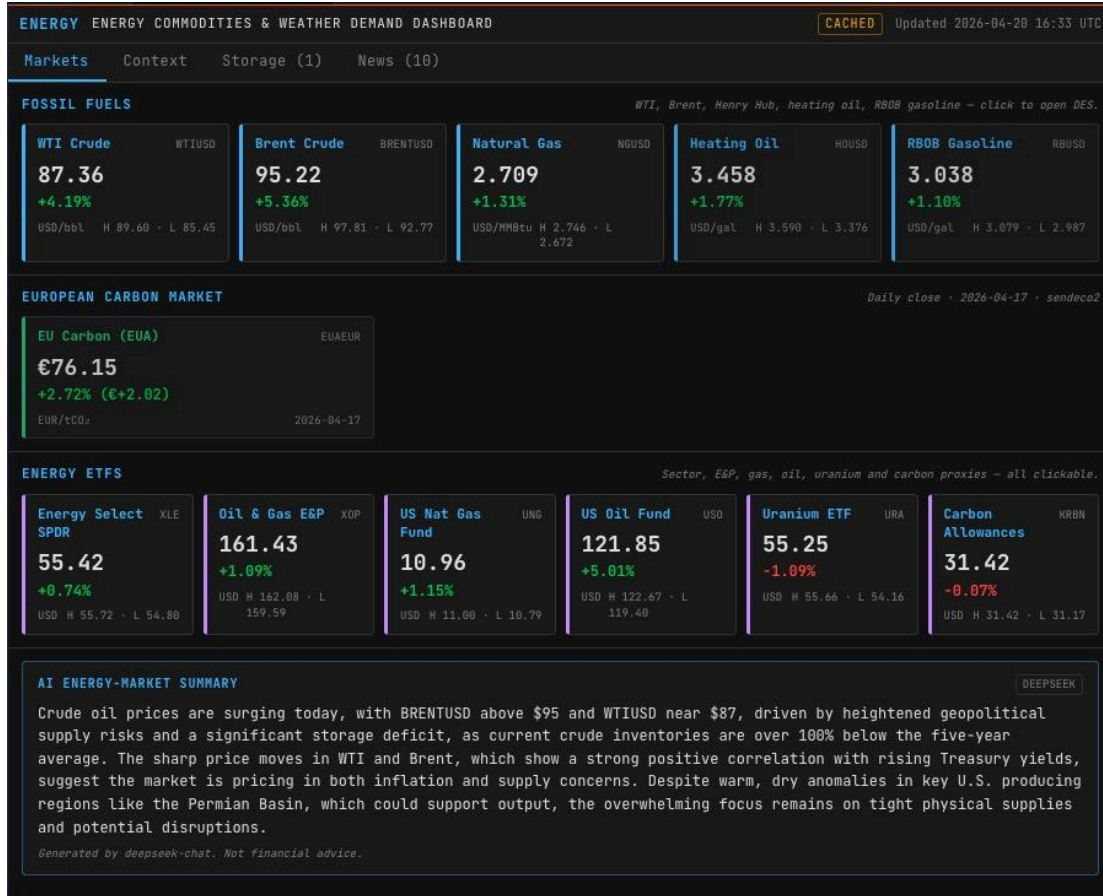 ENERGY ENERGY COMMODITIES & WEATHER DEMAND DASHBOARD CACHED Updated 2026-04-20 16:33 UTC
Markets Context Storage (1) News (10)
FOSSIL FUELS WTI, Brent, Henry Hub, heating oil, RBOB gasoline — click to open DES.
WTI Crude WTIUSD
87.36
+4.19%
USD/bbl H 89.60 · L 85.45
Brent Crude BRENTUSD
95.22
+5.36%
USD/bbl H 97.81 · L 92.77
Natural Gas NGUSD
2.709
+1.31%
USD/MMBtu H 2.746 · L
2.672
Heating Oil HOUSD
3.458
+1.77%
USD/gal H 3.590 · L 3.376
RBOB Gasoline RBUSD
3.038
+1.10%
USD/gal H 3.079 · L 2.987
EUROPEAN CARBON MARKET Daily close · 2026-04-17 · sendeco2
EU Carbon (EUA) EUAEUR
€76.15
+2.72% (€+2.02)
EUR/tCO₂ 2026-04-17
ENERGY ETFS Sector, E&P, gas, oil, uranium and carbon proxies — all clickable.
Energy Select XLE
SPDR
55.42
+0.74%
USD H 55.72 · L 54.80
Oil & Gas E&P XOP
161.43
+1.09%
USD H 162.08 · L
159.59
US Nat Gas UNG
Fund
10.96
+1.15%
USD H 11.00 · L 10.79
US Oil Fund USO
121.85
+5.01%
USD H 122.67 · L
119.40
Uranium ETF URA
55.25
-1.09%
USD H 55.66 · L 54.16
Carbon KRBN
Allowances
31.42
-0.07%
USD H 31.42 · L 31.17
AI ENERGY-MARKET SUMMARY DEEPSEEK
Crude oil prices are surging today, with BRENTUSD above $95 and WTIUSD near $87, driven by heightened geopolitical
supply risks and a significant storage deficit, as current crude inventories are over 100% below the five-year
average. The sharp price moves in WTI and Brent, which show a strong positive correlation with rising Treasury yields,
suggest the market is pricing in both inflation and supply concerns. Despite warm, dry anomalies in key U.S. producing
regions like the Permian Basin, which could support output, the overwhelming focus remains on tight physical supplies
and potential disruptions.
Generated by deepseek-chat. Not financial advice.